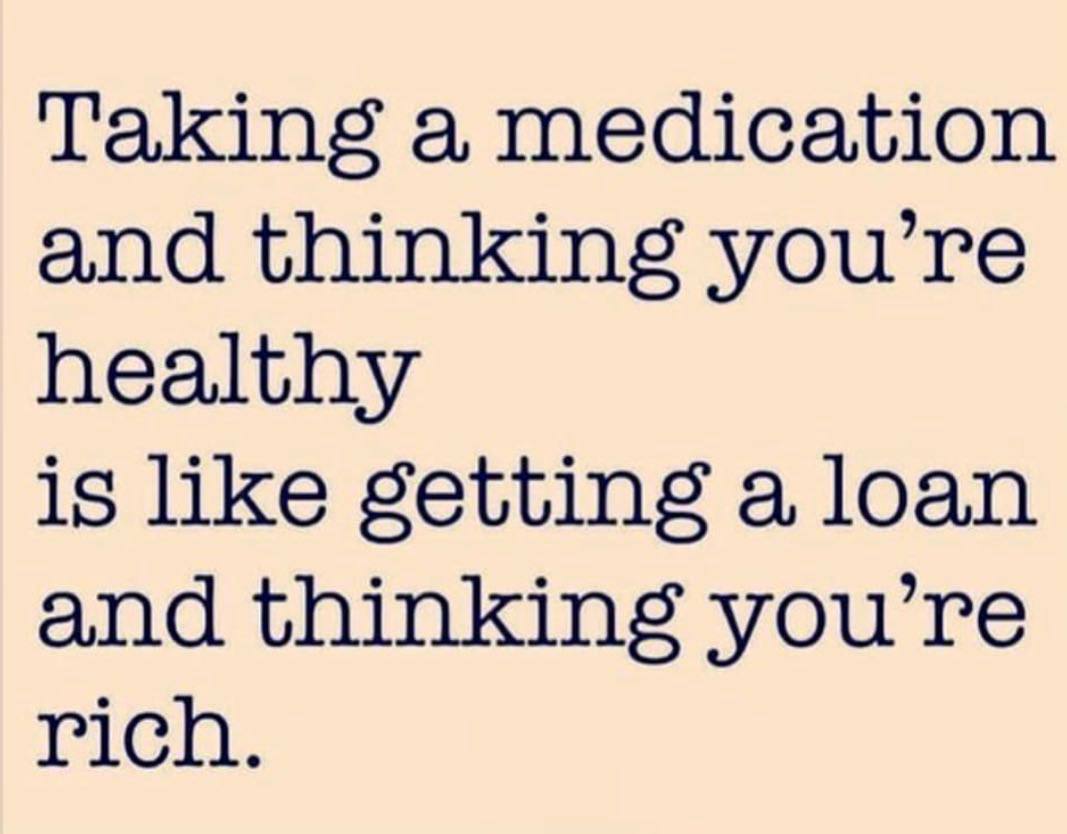 Taking a medication
and thinking you’re
healthy
is like getting a loan
and thinking you’re
rich.